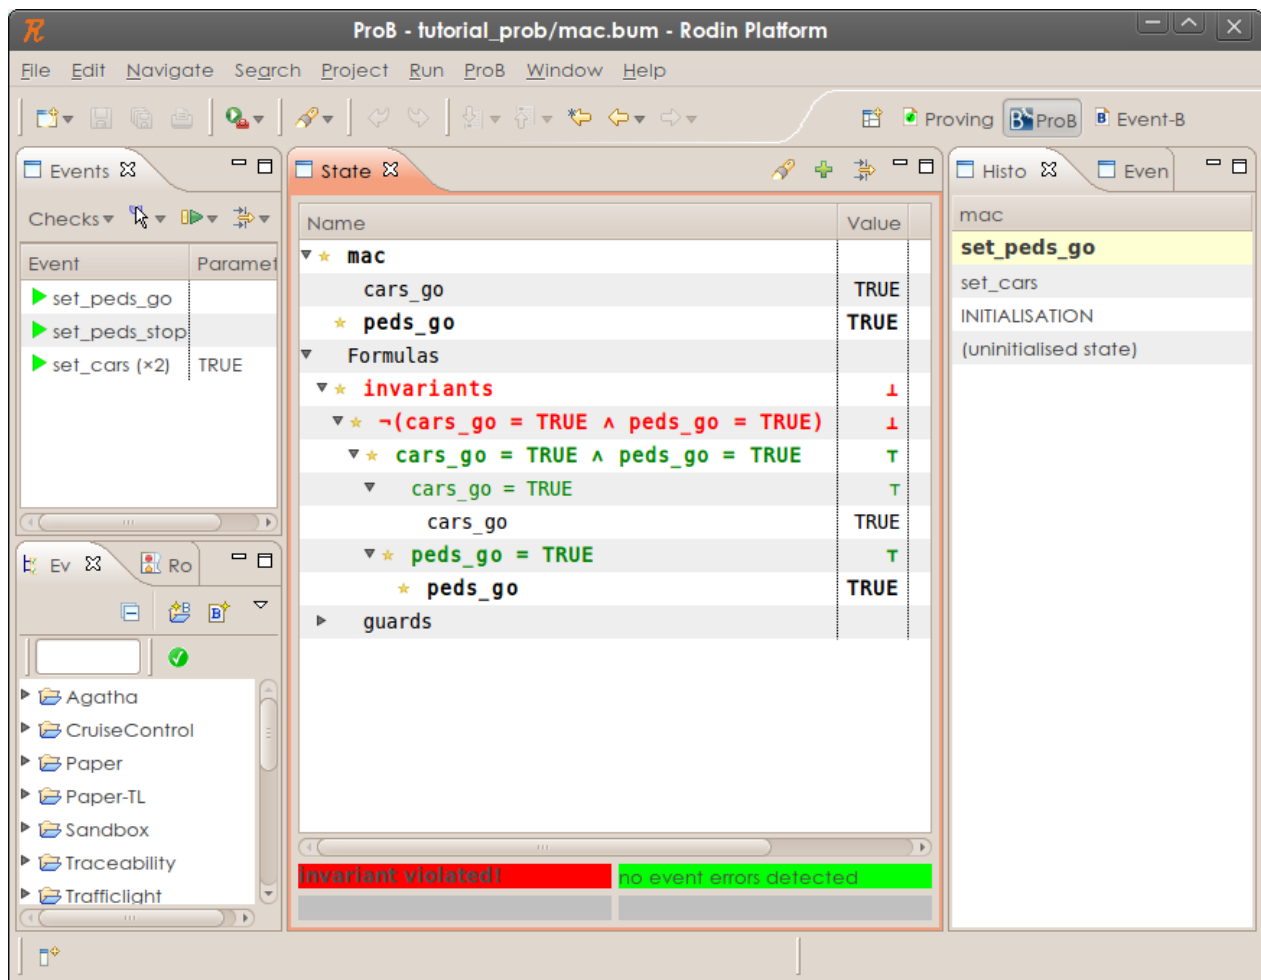 ProB - tutorial_prob/mac.bum - Rodin Platform
File Edit Navigate Search Project Run ProB Window Help
Proving ProB Event-B
Events
Checks
Event Paramet
set_peds_go
set_peds_stop
set_cars (×2) TRUE
Ev Ro
Agatha
CruiseControl
Paper
Paper-TL
Sandbox
Traceability
Trafficlight
State
Name Value
mac
cars_go TRUE
peds_go TRUE
Formulas
invariants ⊥
¬(cars_go = TRUE ∧ peds_go = TRUE) ⊥
cars_go = TRUE ∧ peds_go = TRUE ⊤
cars_go = TRUE ⊤
cars_go TRUE
peds_go = TRUE ⊤
peds_go TRUE
guards
invariant violated! no event errors detected
Histo Even
mac
set_peds_go
set_cars
INITIALISATION
(uninitialised state)